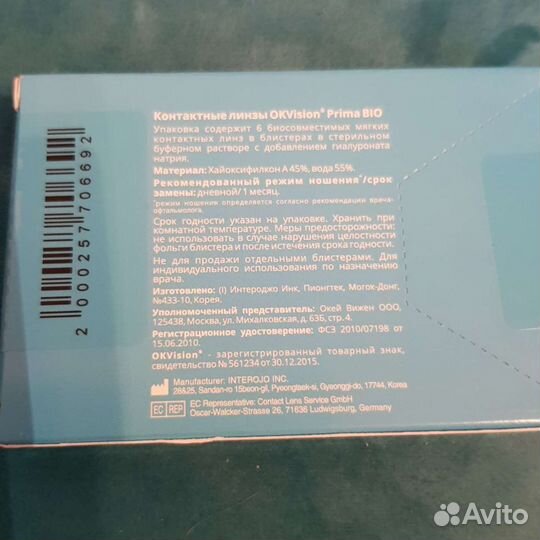 Контактные линзы OKVision® Prima BIO
Упаковка содержит 6 биосовместимых мягких
контактных линз в блистерах в стерильном
буферном растворе с добавлением гиалуроната
натрия.
Материал: Хайоксифилкон А 45%, вода 55%.
Рекомендованный режим ношения*/срок
замены: дневной/ 1 месяц.
*режим ношения определяется согласно рекомендации врача-
офтальмолога.
Срок годности указан на упаковке. Хранить при
комнатной температуре. Меры предосторожности:
не использовать в случае нарушения целостности
фольги блистера и после истечения срока годности.
Не для продажи отдельными блистерами. Для
индивидуального использования по назначению
врача.
Изготовлено: (I) Интероджо Инк, Пионгтек, Могок-Донг,
№433-10, Корея.
Уполномоченный представитель: Окей Вижен ООО,
125438, Москва, ул. Михалковская, д. 63Б, стр. 4.
Регистрационное удостоверение: ФСЗ 2010/07198 от
15.06.2010.
OKVision® - зарегистрированный товарный знак,
свидетельство № 561234 от 30.12.2015.
Manufacturer: INTEROJO INC.
28&25, Sandan-ro 15beon-gil, Pyeongtaek-si, Gyeonggi-do, 17744, Korea
EC REP
EC Representative: Contact Lens Service GmbH
Oscar-Walcker-Strasse 26, 71636 Ludwigsburg, Germany
2 000257 706692
Avito